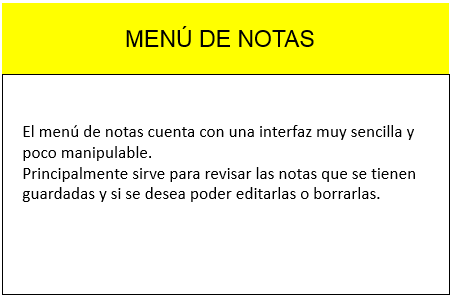 MENÚ DE NOTAS
El menú de notas cuenta con una interfaz muy sencilla y
poco manipulable.
Principalmente sirve para revisar las notas que se tienen
guardadas y si se desea poder editarlas o borrarlas.